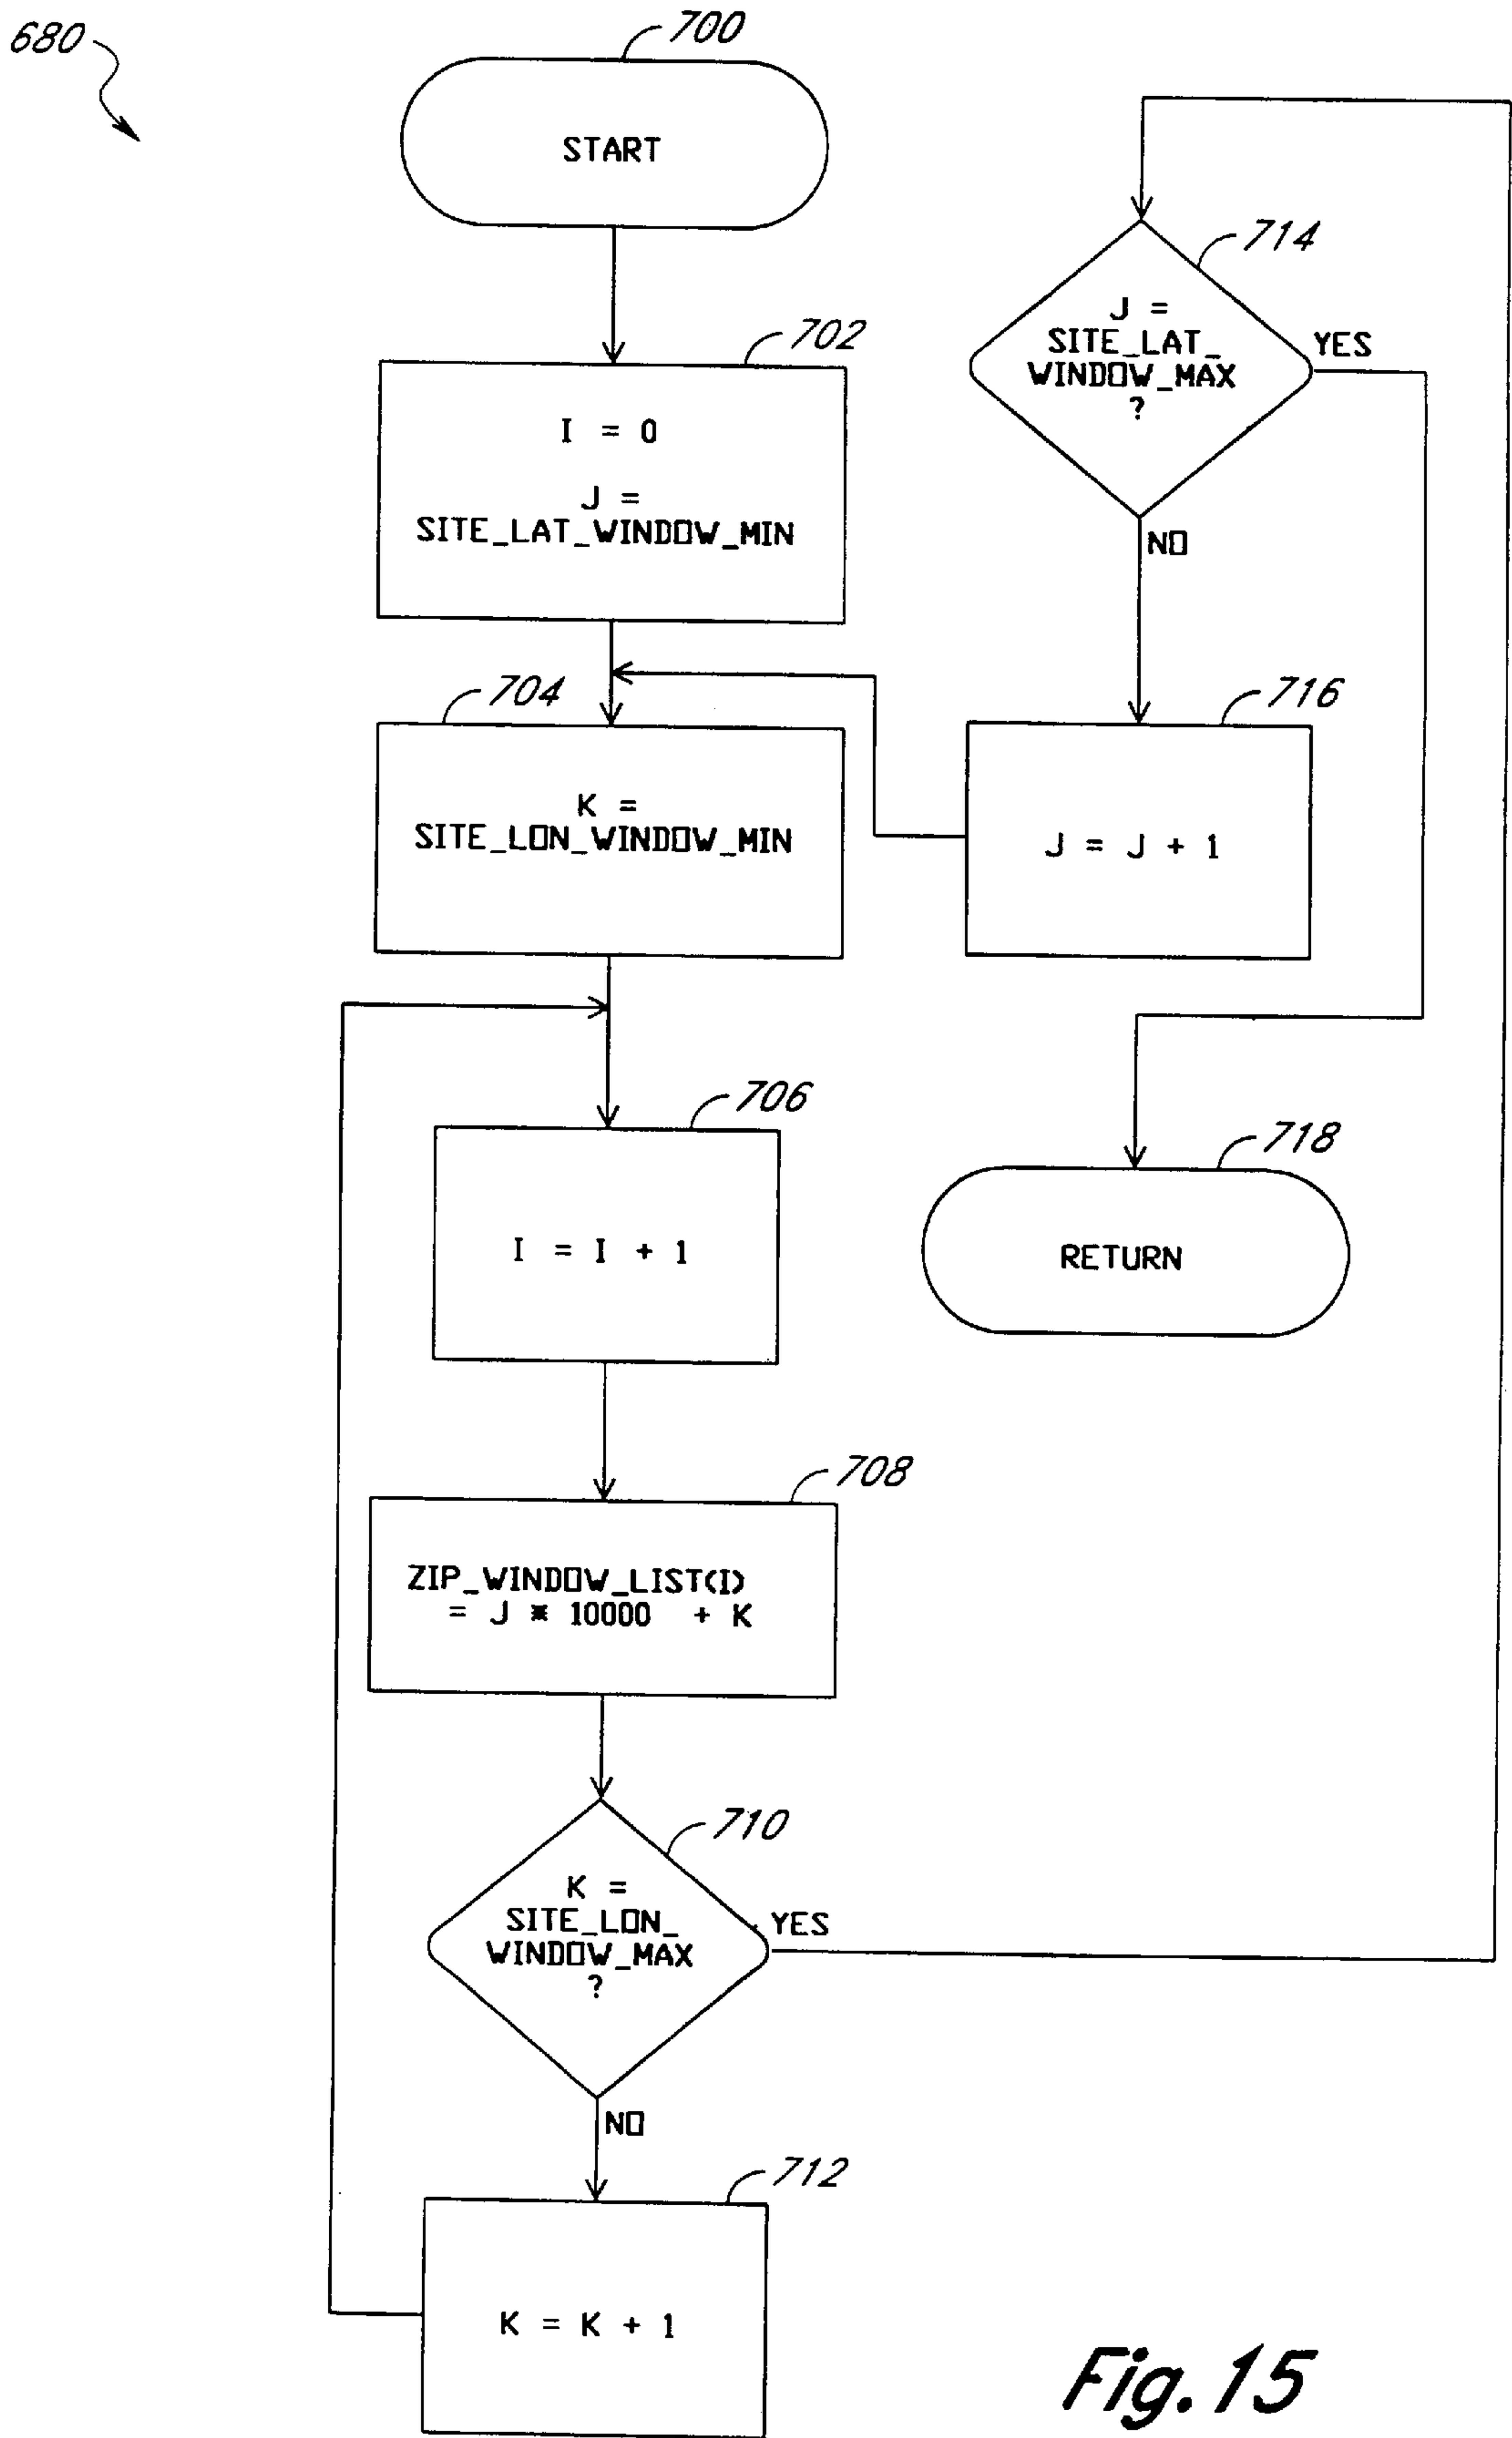 680
700
START
702
I = 0
J =
SITE_LAT_WINDOW_MIN
704
K =
SITE_LON_WINDOW_MIN
706
I = I + 1
708
ZIP_WINDOW_LIST(I)
= J * 10000 + K
710
K =
SITE_LON_
WINDOW_MAX
?
YES
NO
712
K = K + 1
714
J =
SITE_LAT_
WINDOW_MAX
?
YES
NO
716
J = J + 1
718
RETURN
Fig. 15